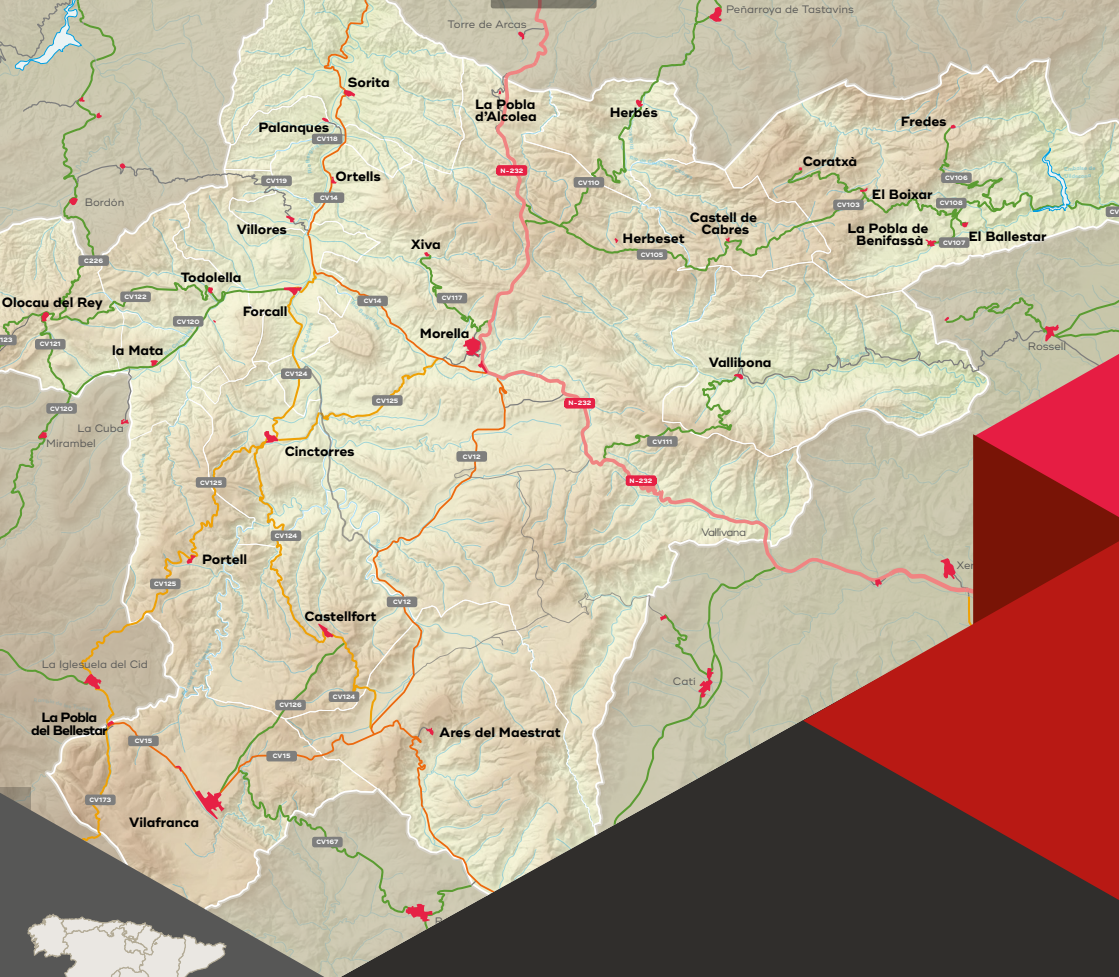 Peñarroya de Tastavins
Torre de Arcas
Sorita
La Pobla
d'Alcolea
Herbés
Fredes
Palanques
CV118
Coratxà
N-232
Ortells
CV119
CV110
CV106
El Boixar
CV14
Bordón
CV103
CV106
Castell de
Cabres
Villores
La Pobla de
Benifassà
El Ballestar
Herbeset
CV107
Xiva
CV105
C226
Todolella
CV122
CV117
Olocau del Rey
CV14
Forcall
CV120
Morella
CV121
la Mata
Rossell
Vallibona
CV124
CV125
N-232
CV120
La Cuba
Mirambel
CV111
Cinctorres
CV12
CV125
N-232
Vallivana
CV124
Portell
Xer
CV125
CV12
Castellfort
La Iglesuela del Cid
Cati
CV124
CV126
La Pobla
del Bellestar
Ares del Maestrat
CV15
CV15
CV173
Vilafranca
CV167